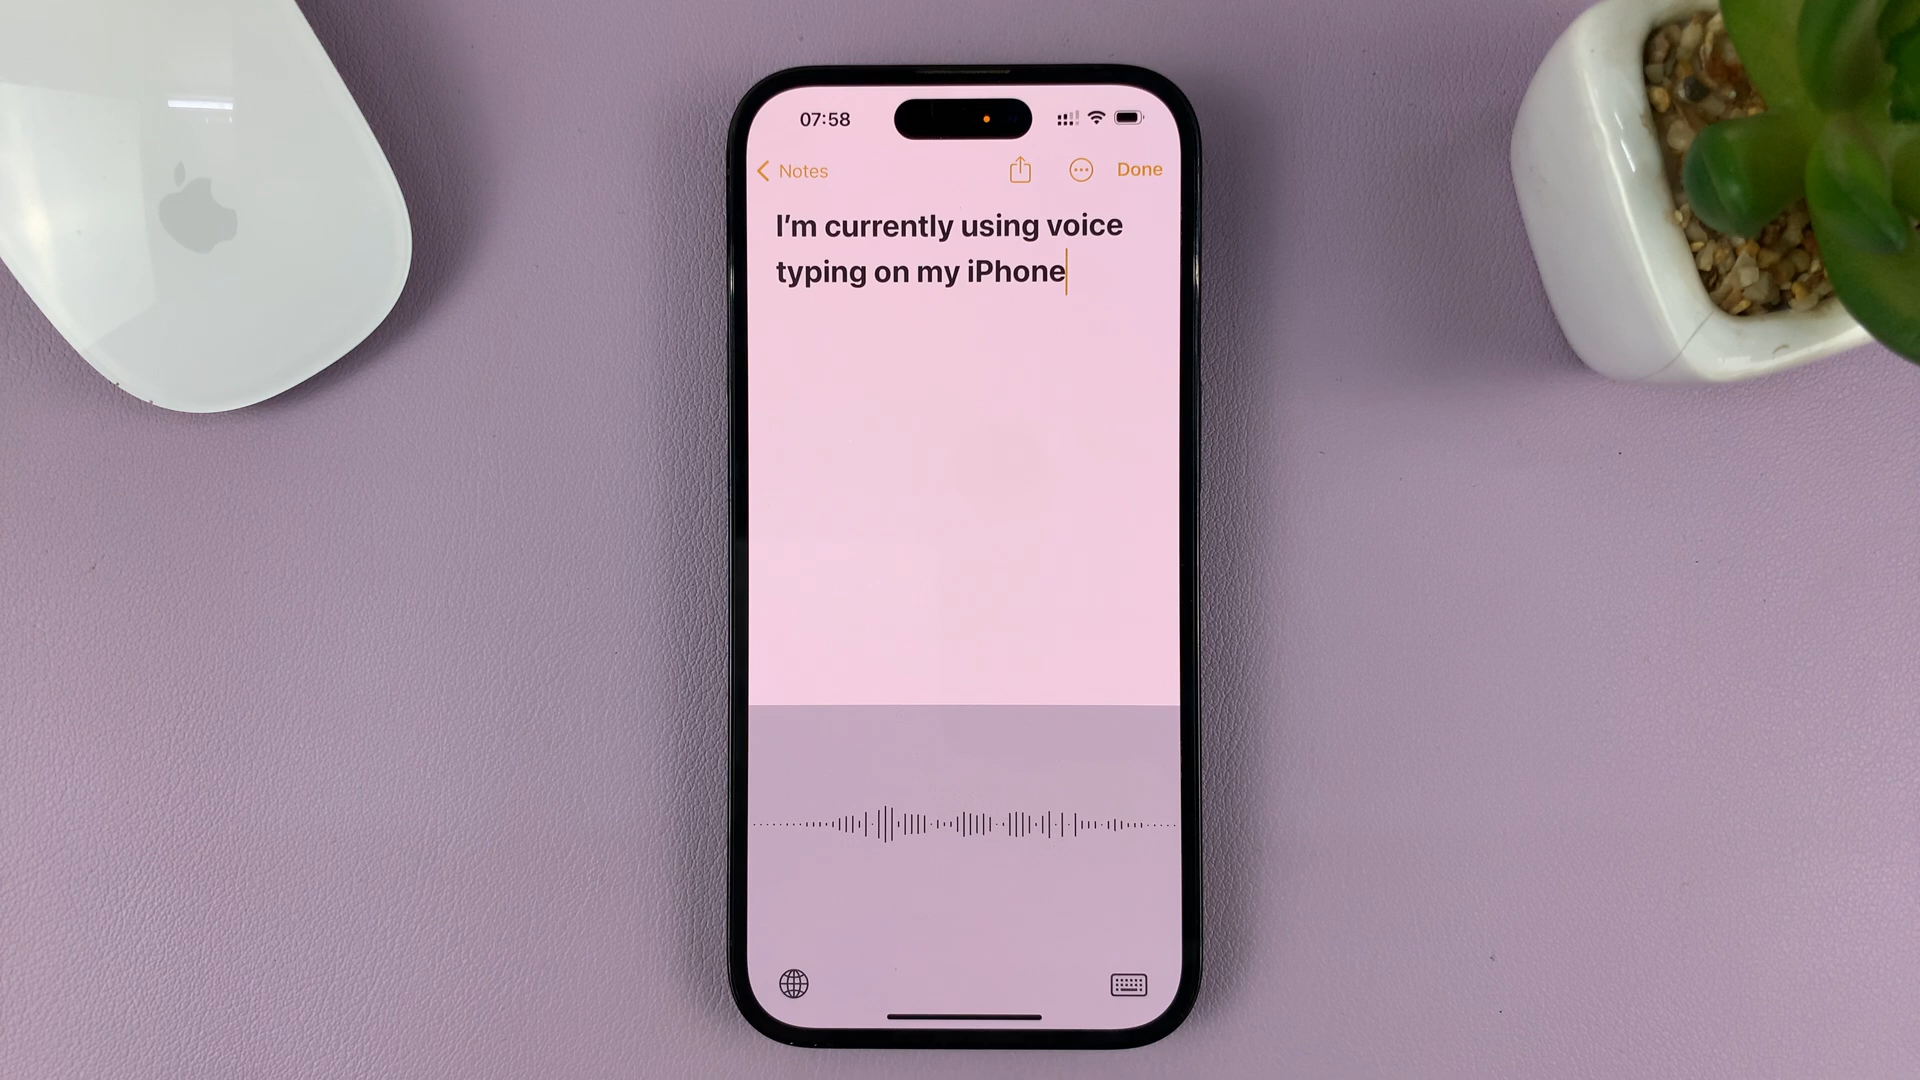 07:58
Notes
Done
I'm currently using voice
typing on my iPhone